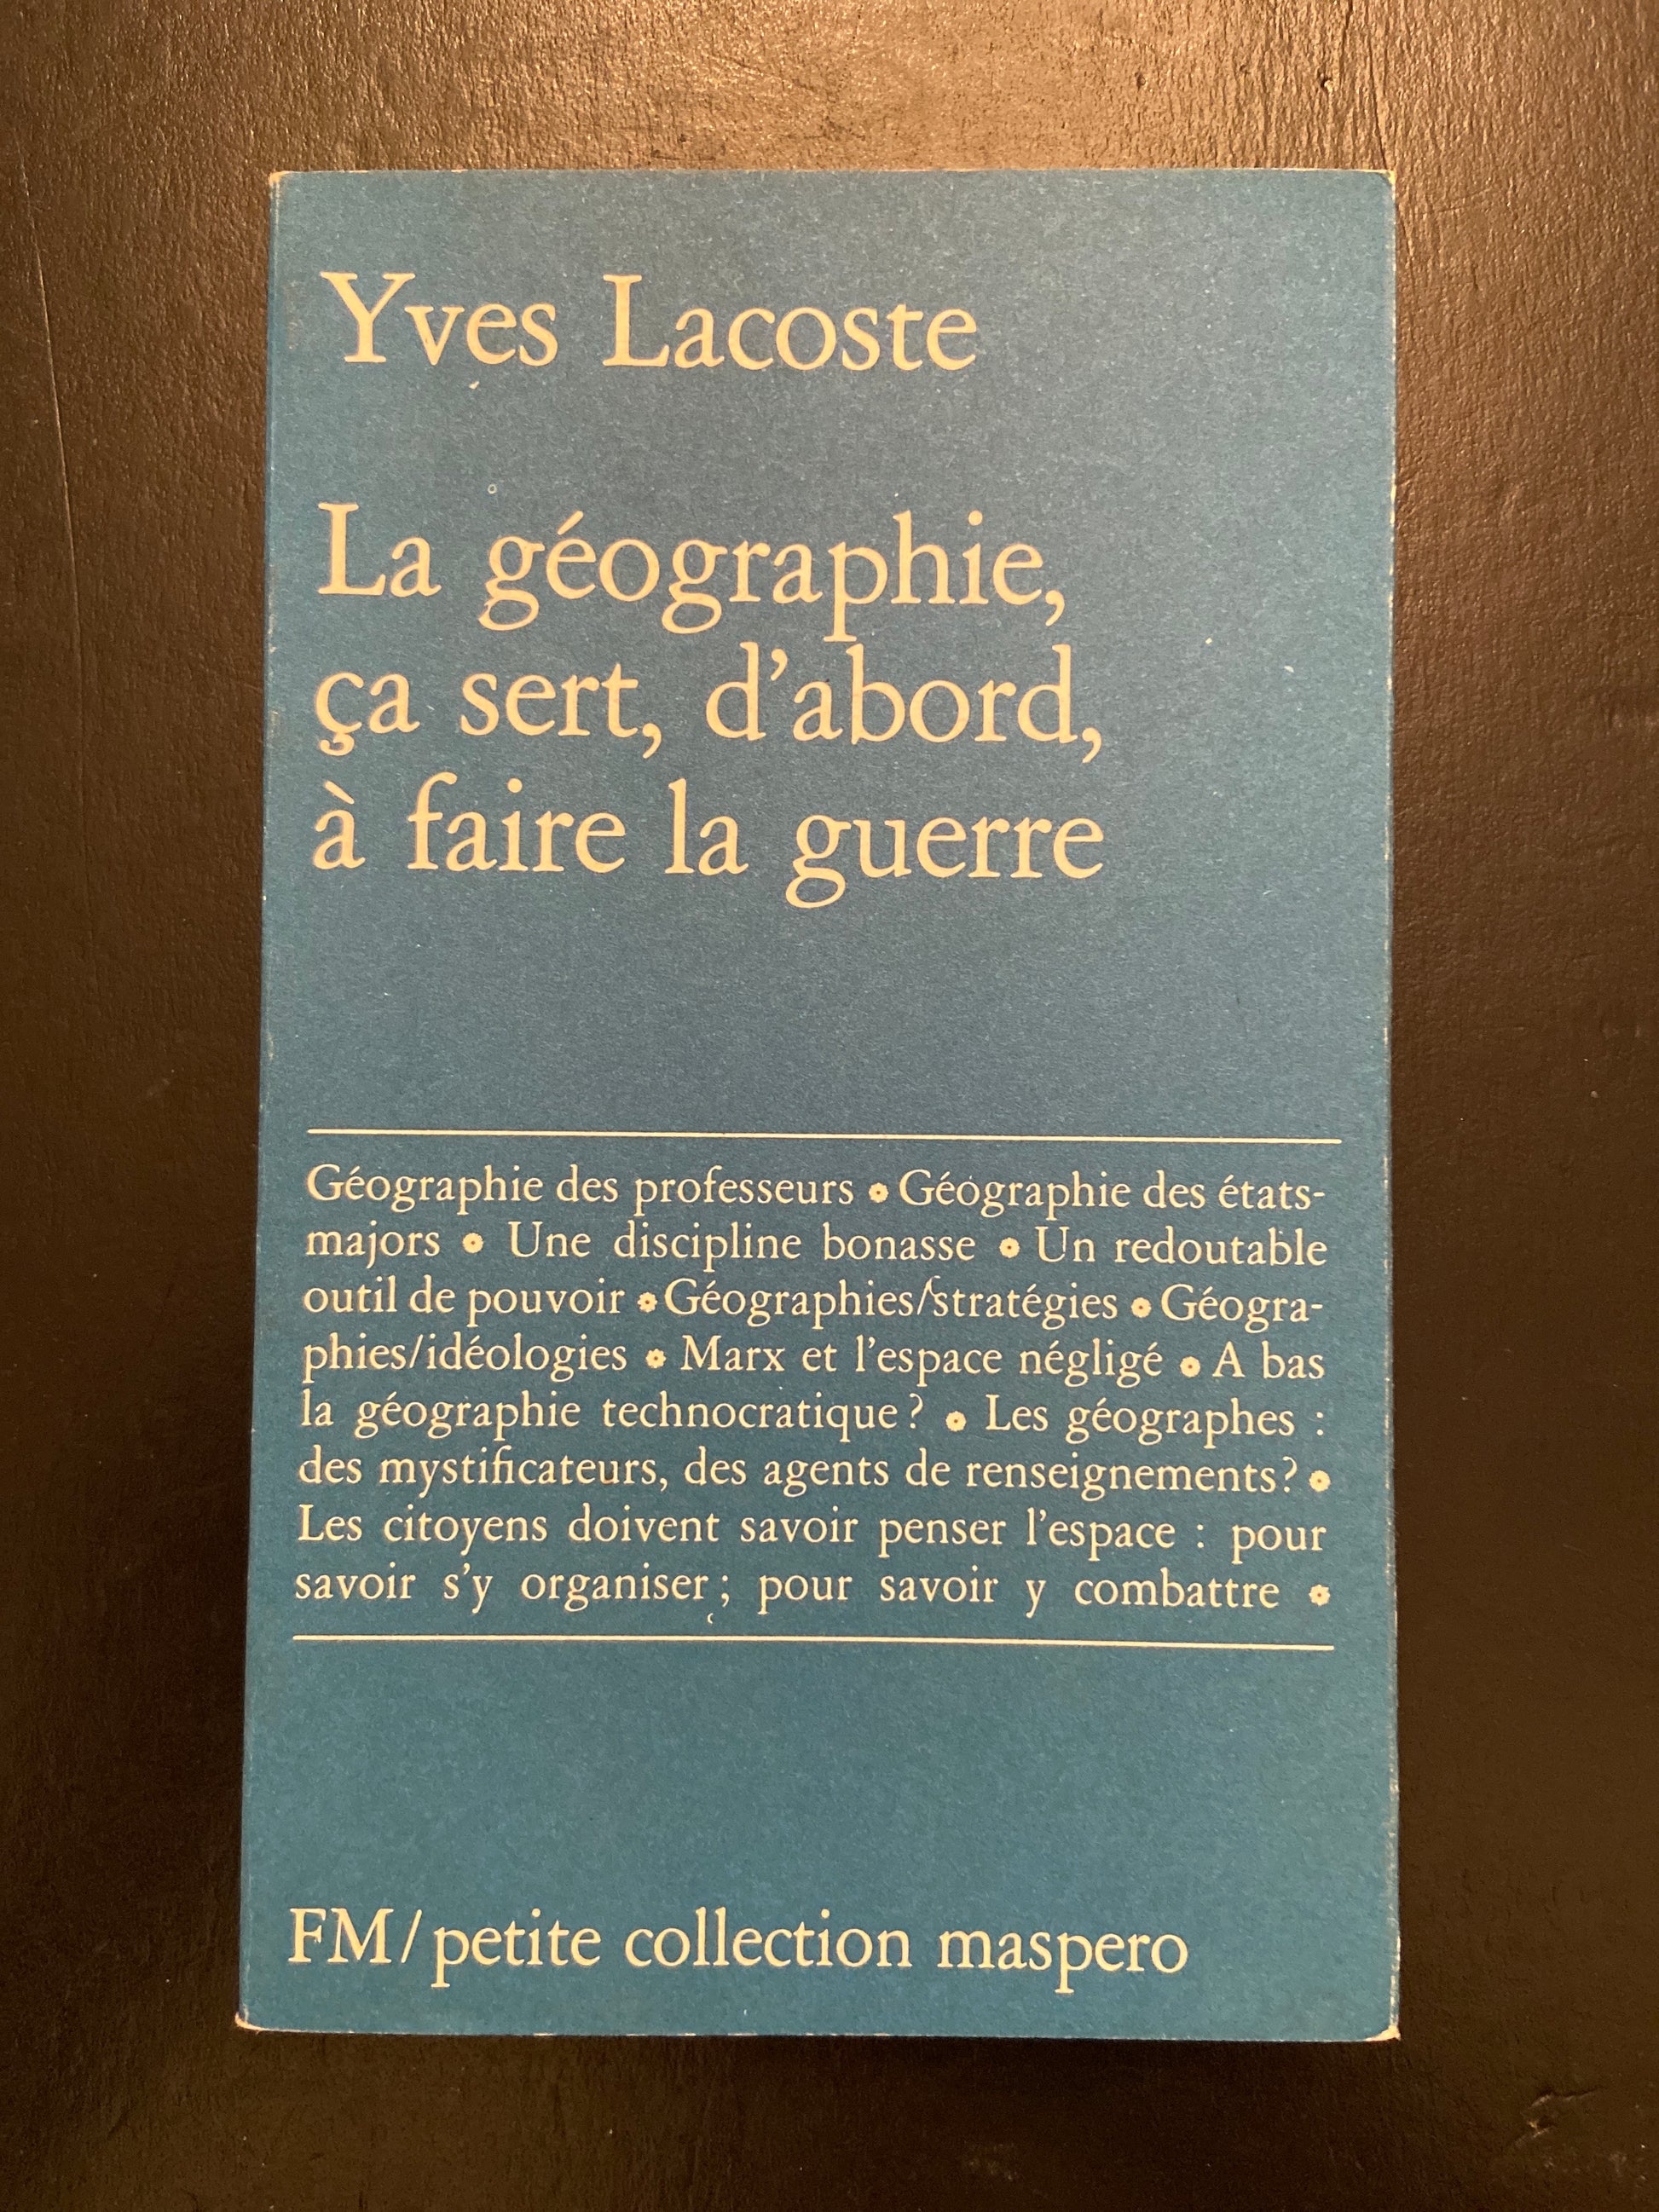 Yves Lacoste
La géographie,
ça sert, d'abord,
à faire la guerre
Géographie des professeurs • Géographie des états-
majors • Une discipline bonasse • Un redoutable
outil de pouvoir • Géographies/stratégies • Géogra-
phies/idéologies • Marx et l'espace négligé • A bas
la géographie technocratique ? • Les géographes :
des mystificateurs, des agents de renseignements ? •
Les citoyens doivent savoir penser l'espace : pour
savoir s'y organiser ; pour savoir y combattre •
FM/petite collection maspero